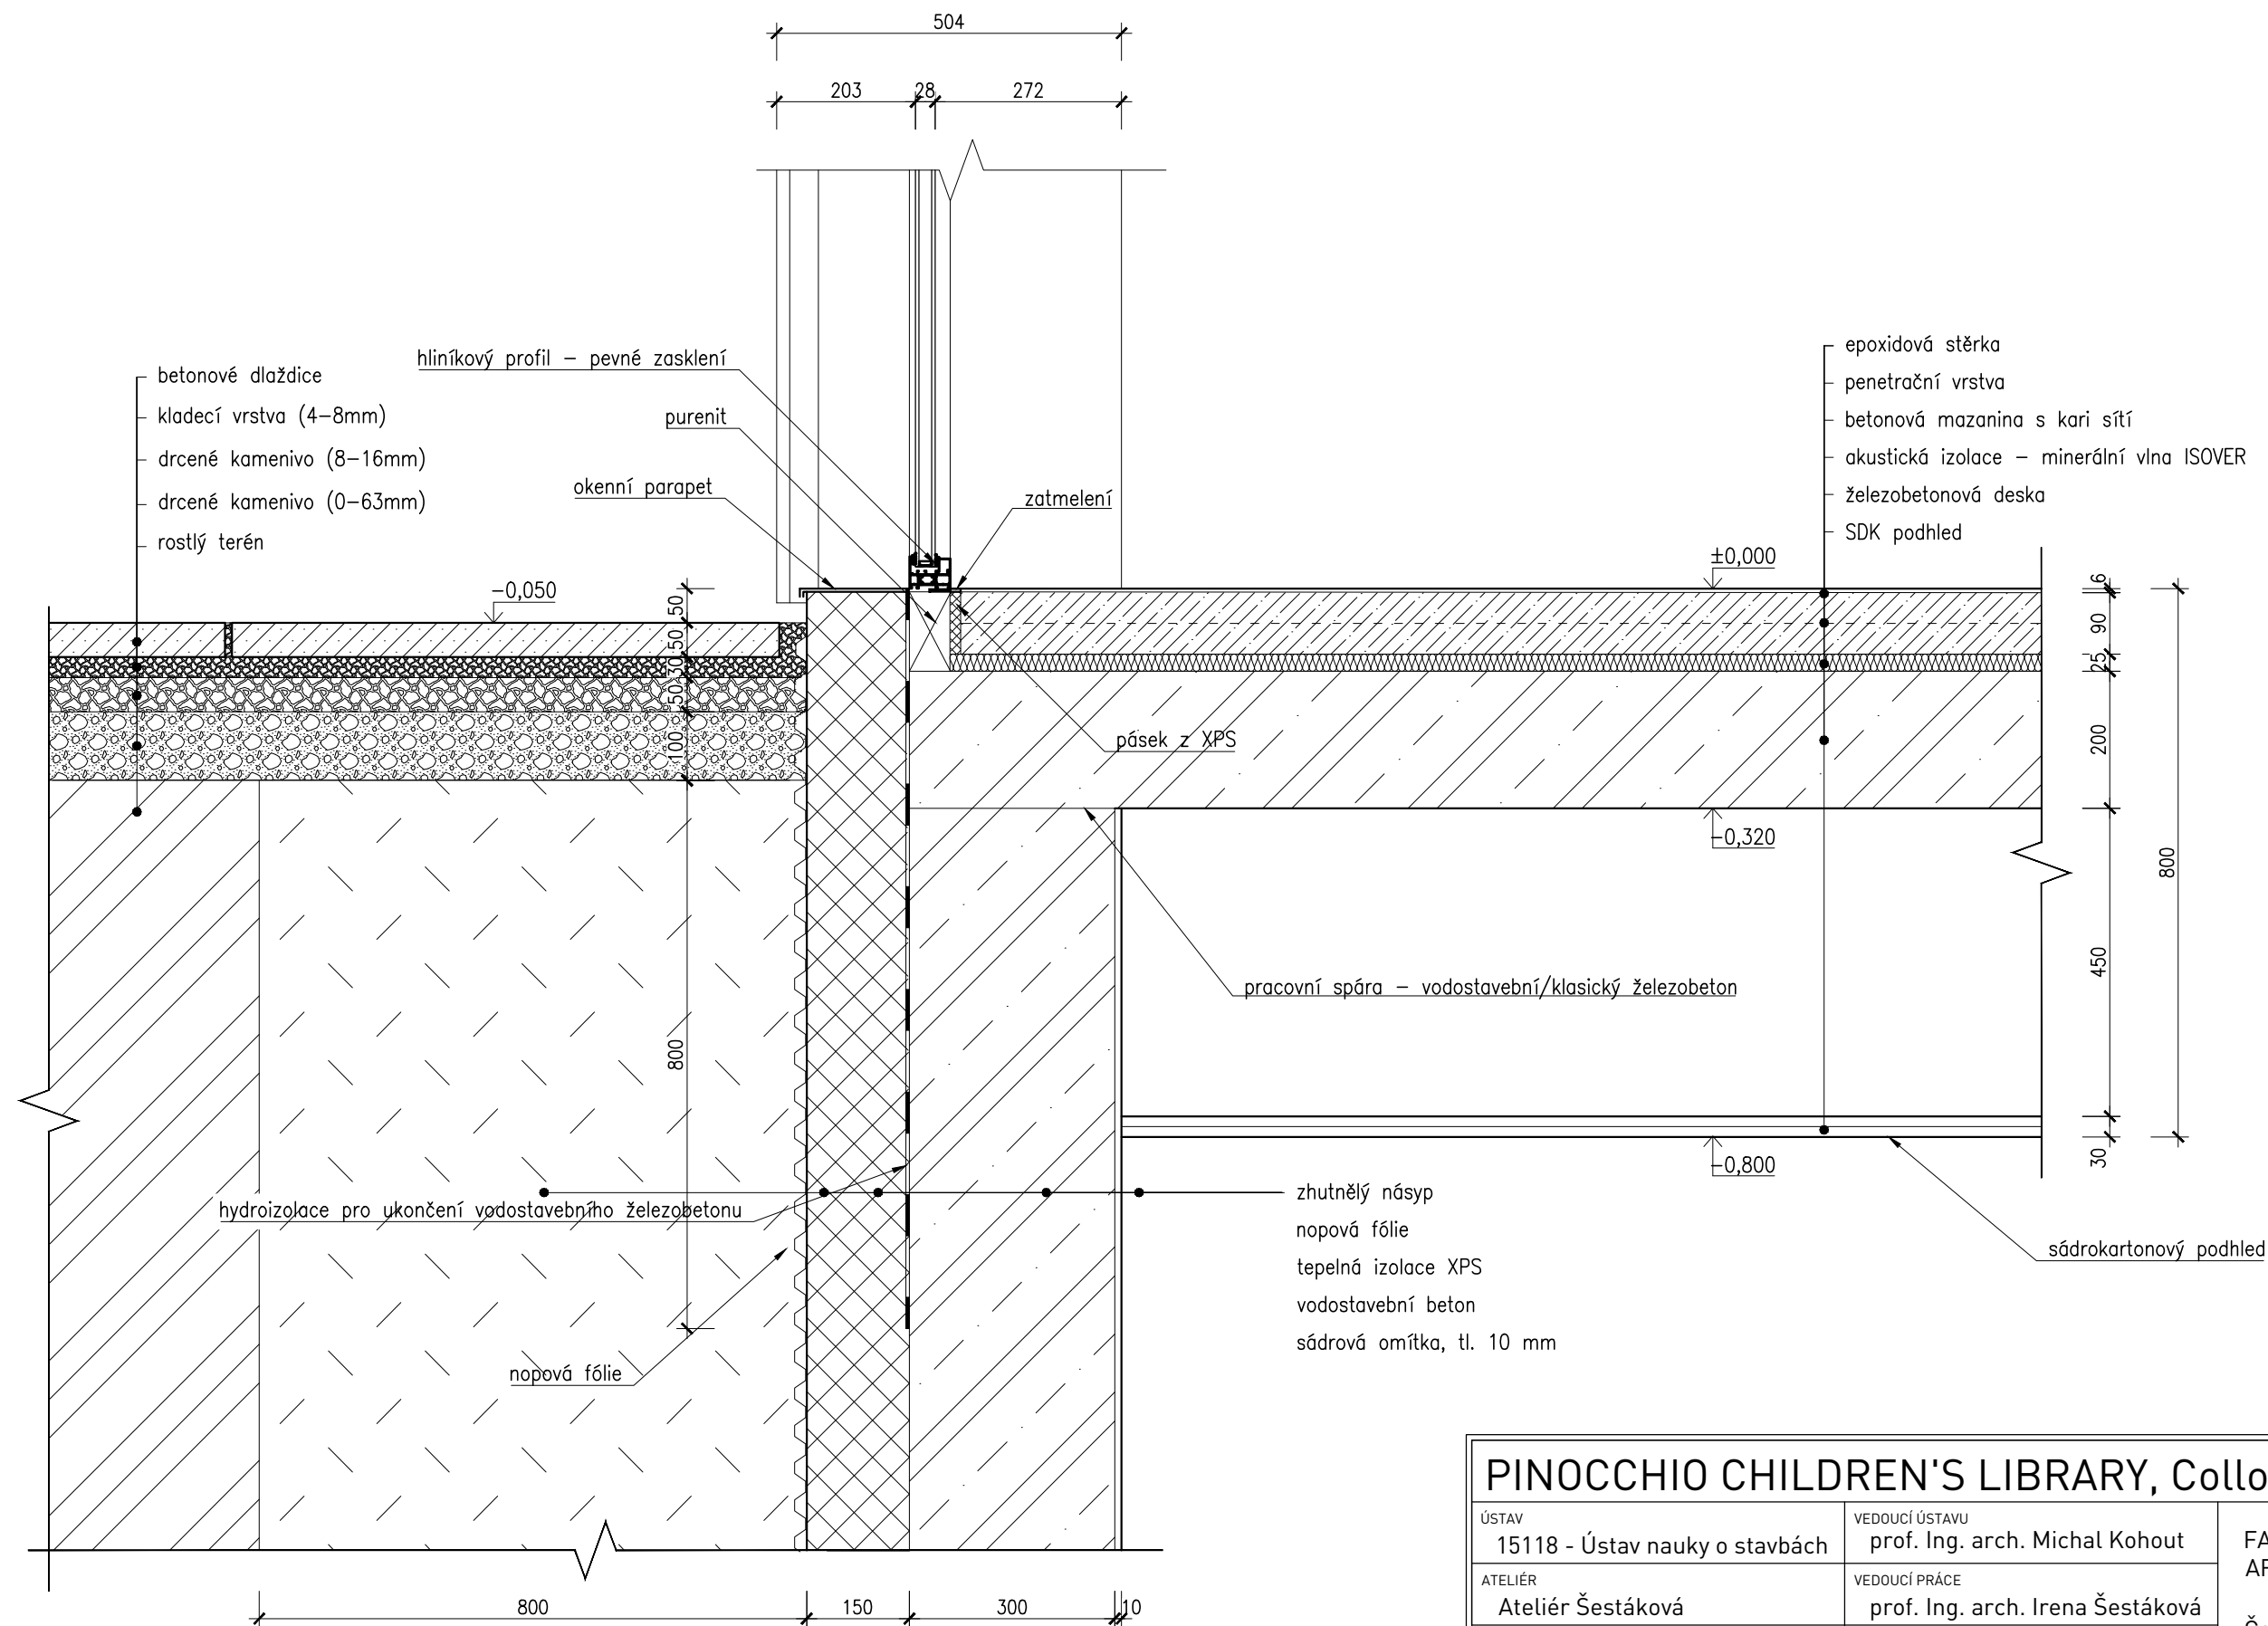 504
203
28
272
hliníkový profil – pevné zasklení
purenit
okenní parapet
zatmelení
betonové dlaždice
kladecí vrstva (4–8mm)
drcené kamenivo (8–16mm)
drcené kamenivo (0–63mm)
rostlý terén
epoxidová stěrka
penetrační vrstva
betonová mazanina s kari sítí
akustická izolace – minerální vlna ISOVER
železobetonová deska
SDK podhled
–0,050
±0,000
50
50
30
50
100
800
6
90
25
200
450
30
800
pásek z XPS
–0,320
pracovní spára – vodostavební/klasický železobeton
–0,800
hydroizolace pro ukončení vodostavebního železobetonu
nopová fólie
zhutnělý násyp
nopová fólie
tepelná izolace XPS
vodostavební beton
sádrová omítka, tl. 10 mm
sádrokartonový podhled
800
150
300
10
PINOCCHIO CHILDREN'S LIBRARY, Collo
ÚSTAV
15118 - Ústav nauky o stavbách
VEDOUCÍ ÚSTAVU
prof. Ing. arch. Michal Kohout
ATELIÉR
Ateliér Šestáková
VEDOUCÍ PRÁCE
prof. Ing. arch. Irena Šestáková